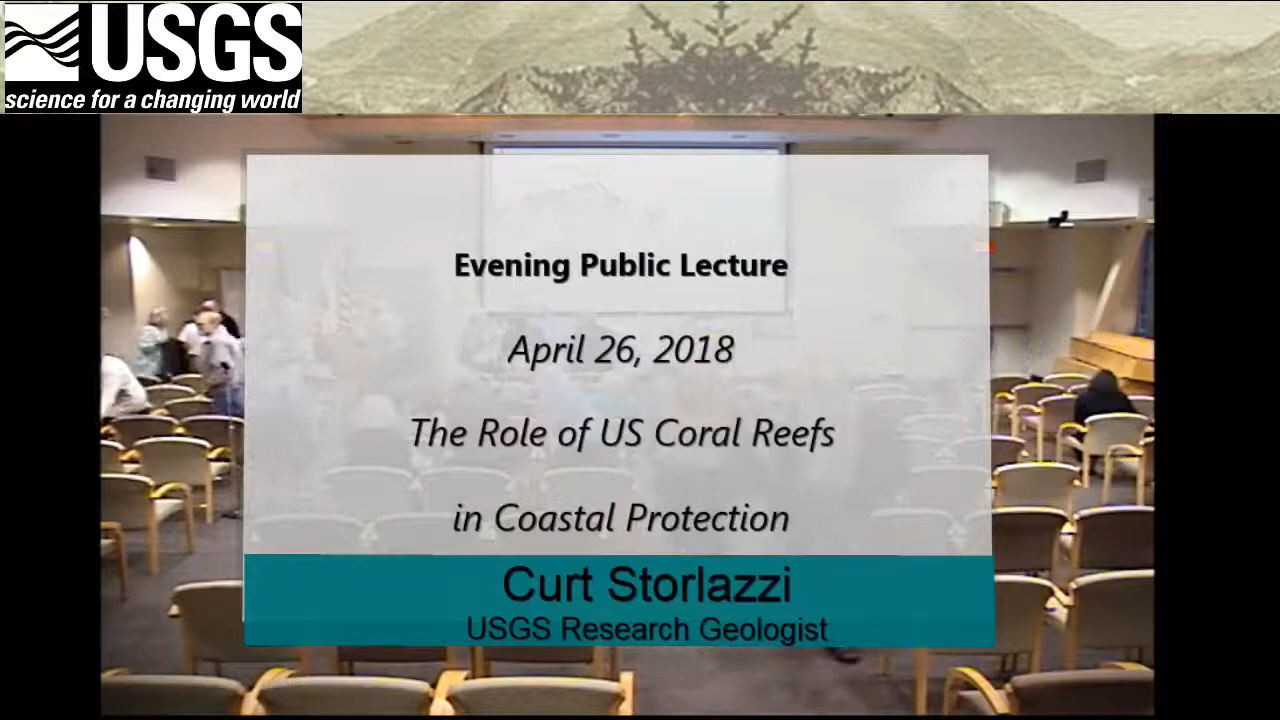 USGS
science for a changing world
Evening Public Lecture
April 26, 2018
The Role of US Coral Reefs
in Coastal Protection
Curt Storlazzi
USGS Research Geologist